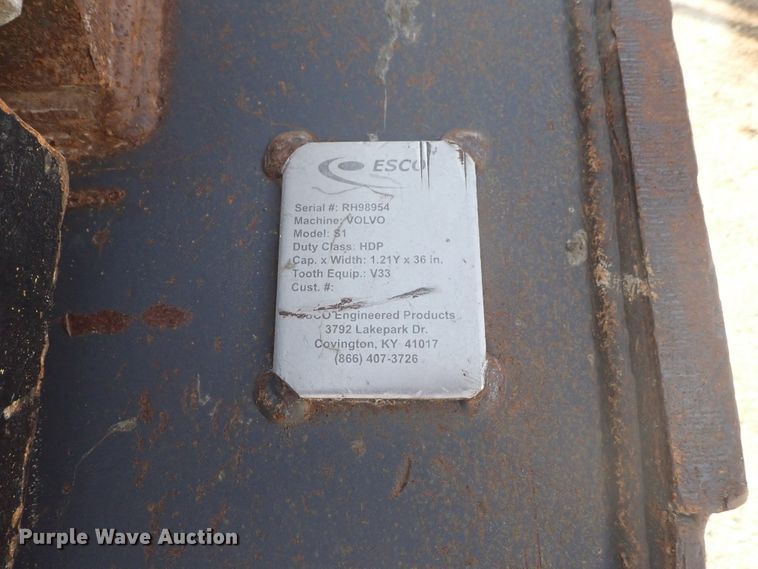 ESCO
Serial #: RH98954
Machine: VOLVO
Model: S1
Duty Class: HDP
Cap. x Width: 1.21Y x 36 in.
Tooth Equip.: V33
Cust. #:
ESCO Engineered Products
3792 Lakepark Dr.
Covington, KY 41017
(866) 407-3726
Purple Wave Auction